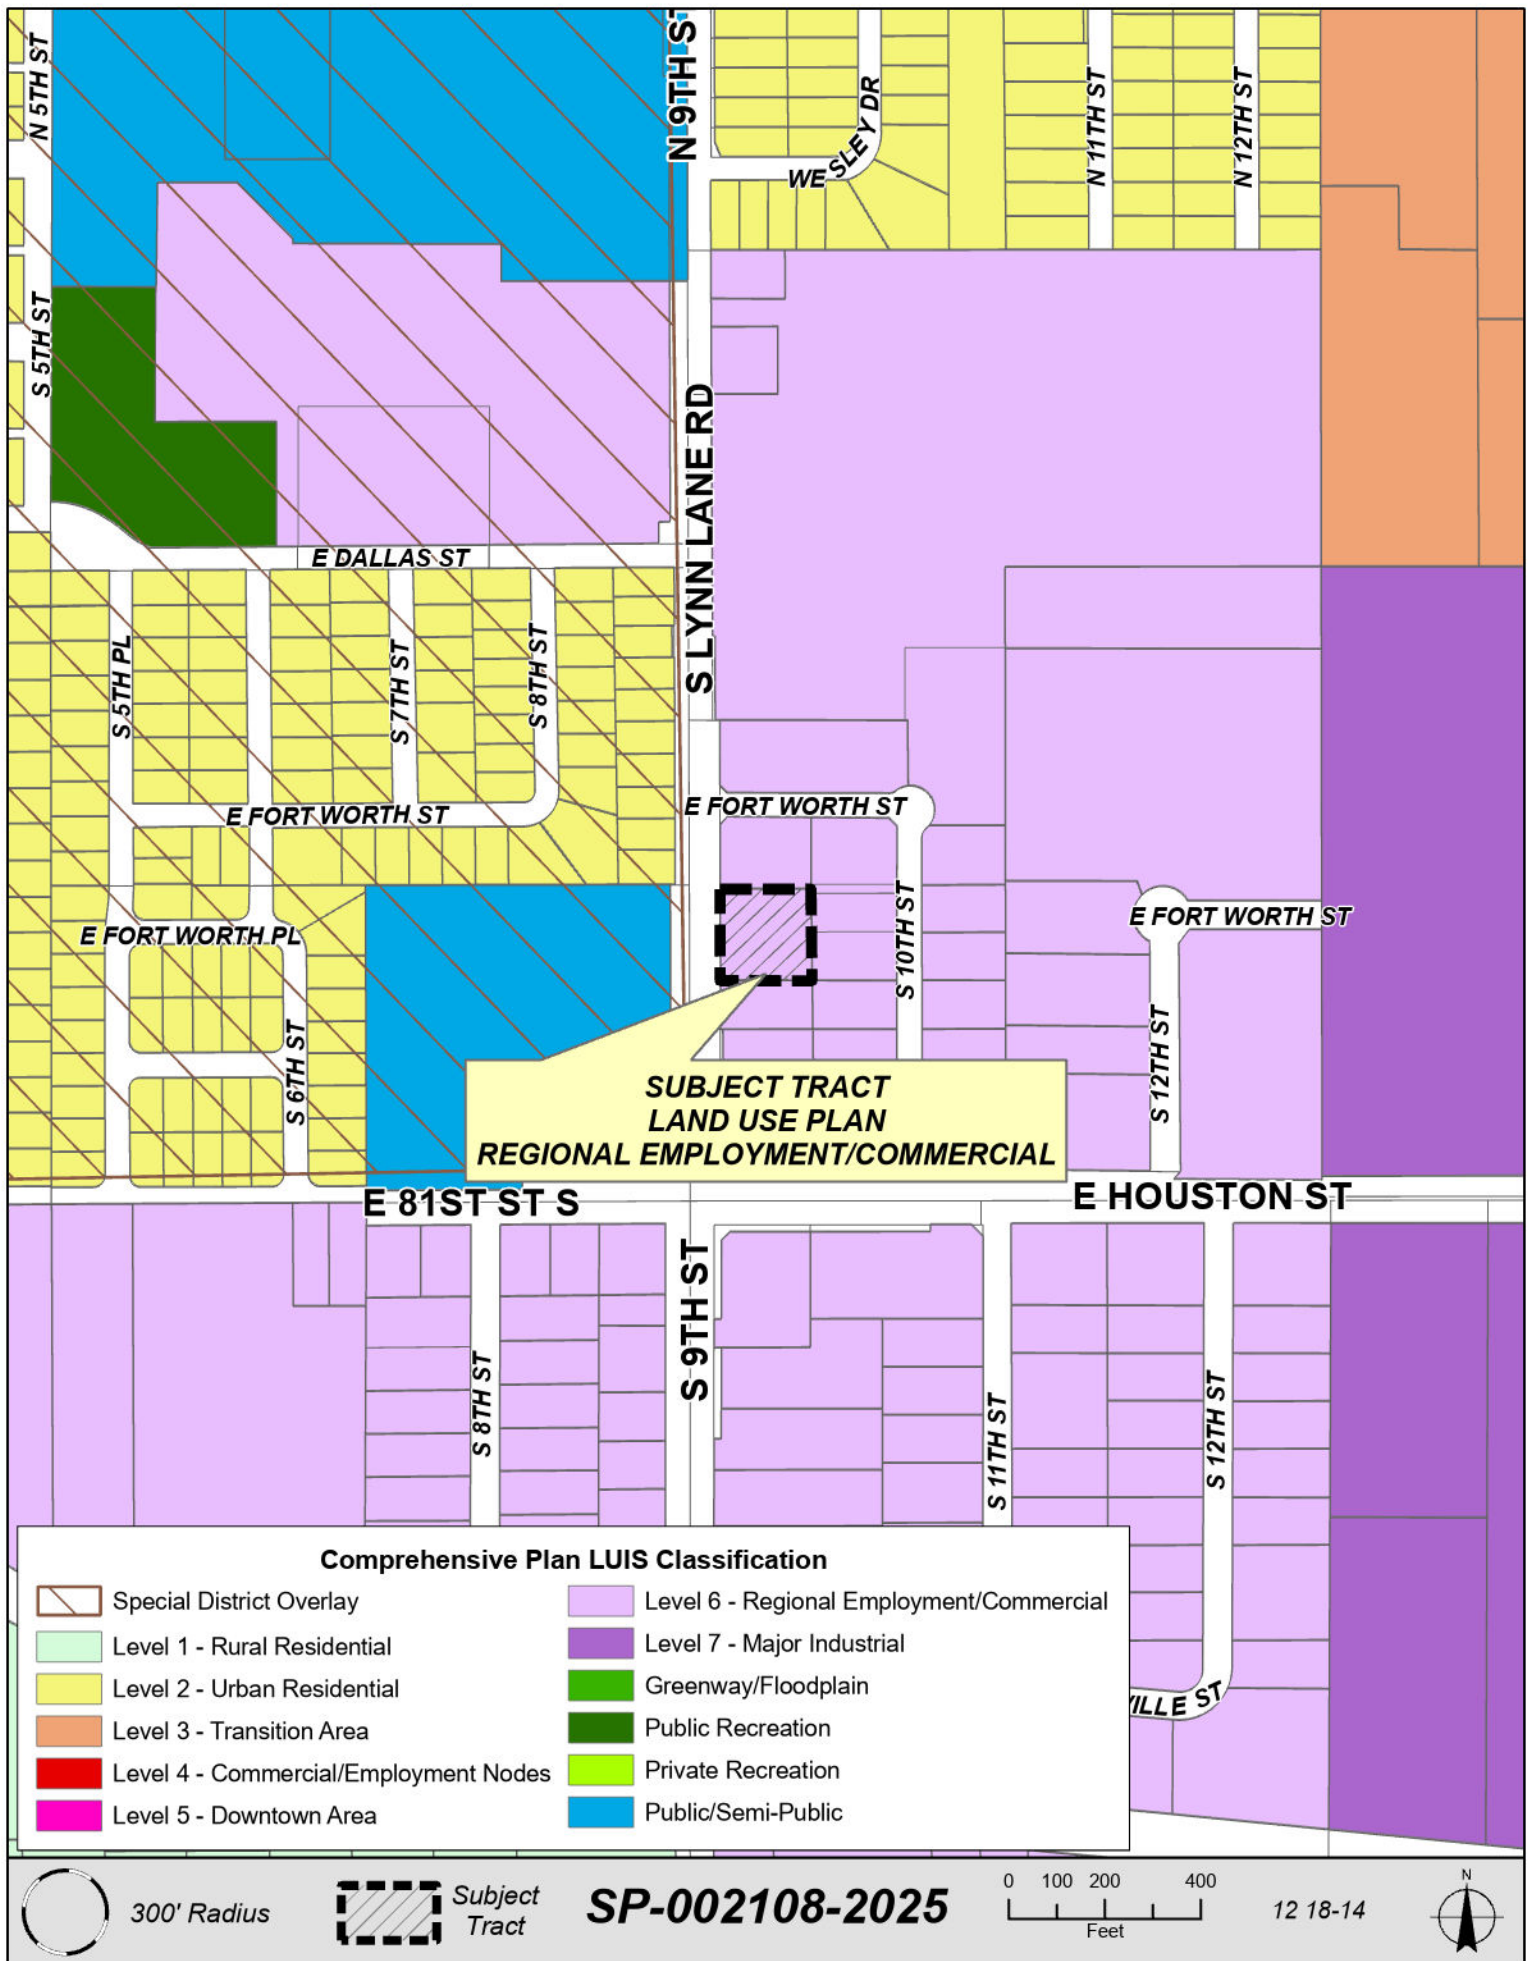 N 5TH ST
N 9TH ST
WESLEY DR
N 11TH ST
N 12TH ST
S 5TH ST
S LYNN LANE RD
E DALLAS ST
S 5TH PL
S 7TH ST
S 8TH ST
E FORT WORTH ST
E FORT WORTH ST
E FORT WORTH PL
S 10TH ST
E FORT WORTH ST
S 6TH ST
S 12TH ST
SUBJECT TRACT
LAND USE PLAN
REGIONAL EMPLOYMENT/COMMERCIAL
E 81ST ST S
E HOUSTON ST
S 9TH ST
S 8TH ST
S 11TH ST
S 12TH ST
VILLE ST
Comprehensive Plan LUIS Classification
Special District Overlay
Level 1 - Rural Residential
Level 2 - Urban Residential
Level 3 - Transition Area
Level 4 - Commercial/Employment Nodes
Level 5 - Downtown Area
Level 6 - Regional Employment/Commercial
Level 7 - Major Industrial
Greenway/Floodplain
Public Recreation
Private Recreation
Public/Semi-Public
300' Radius
Subject
Tract
SP-002108-2025
0 100 200 400
Feet
12 18-14
N